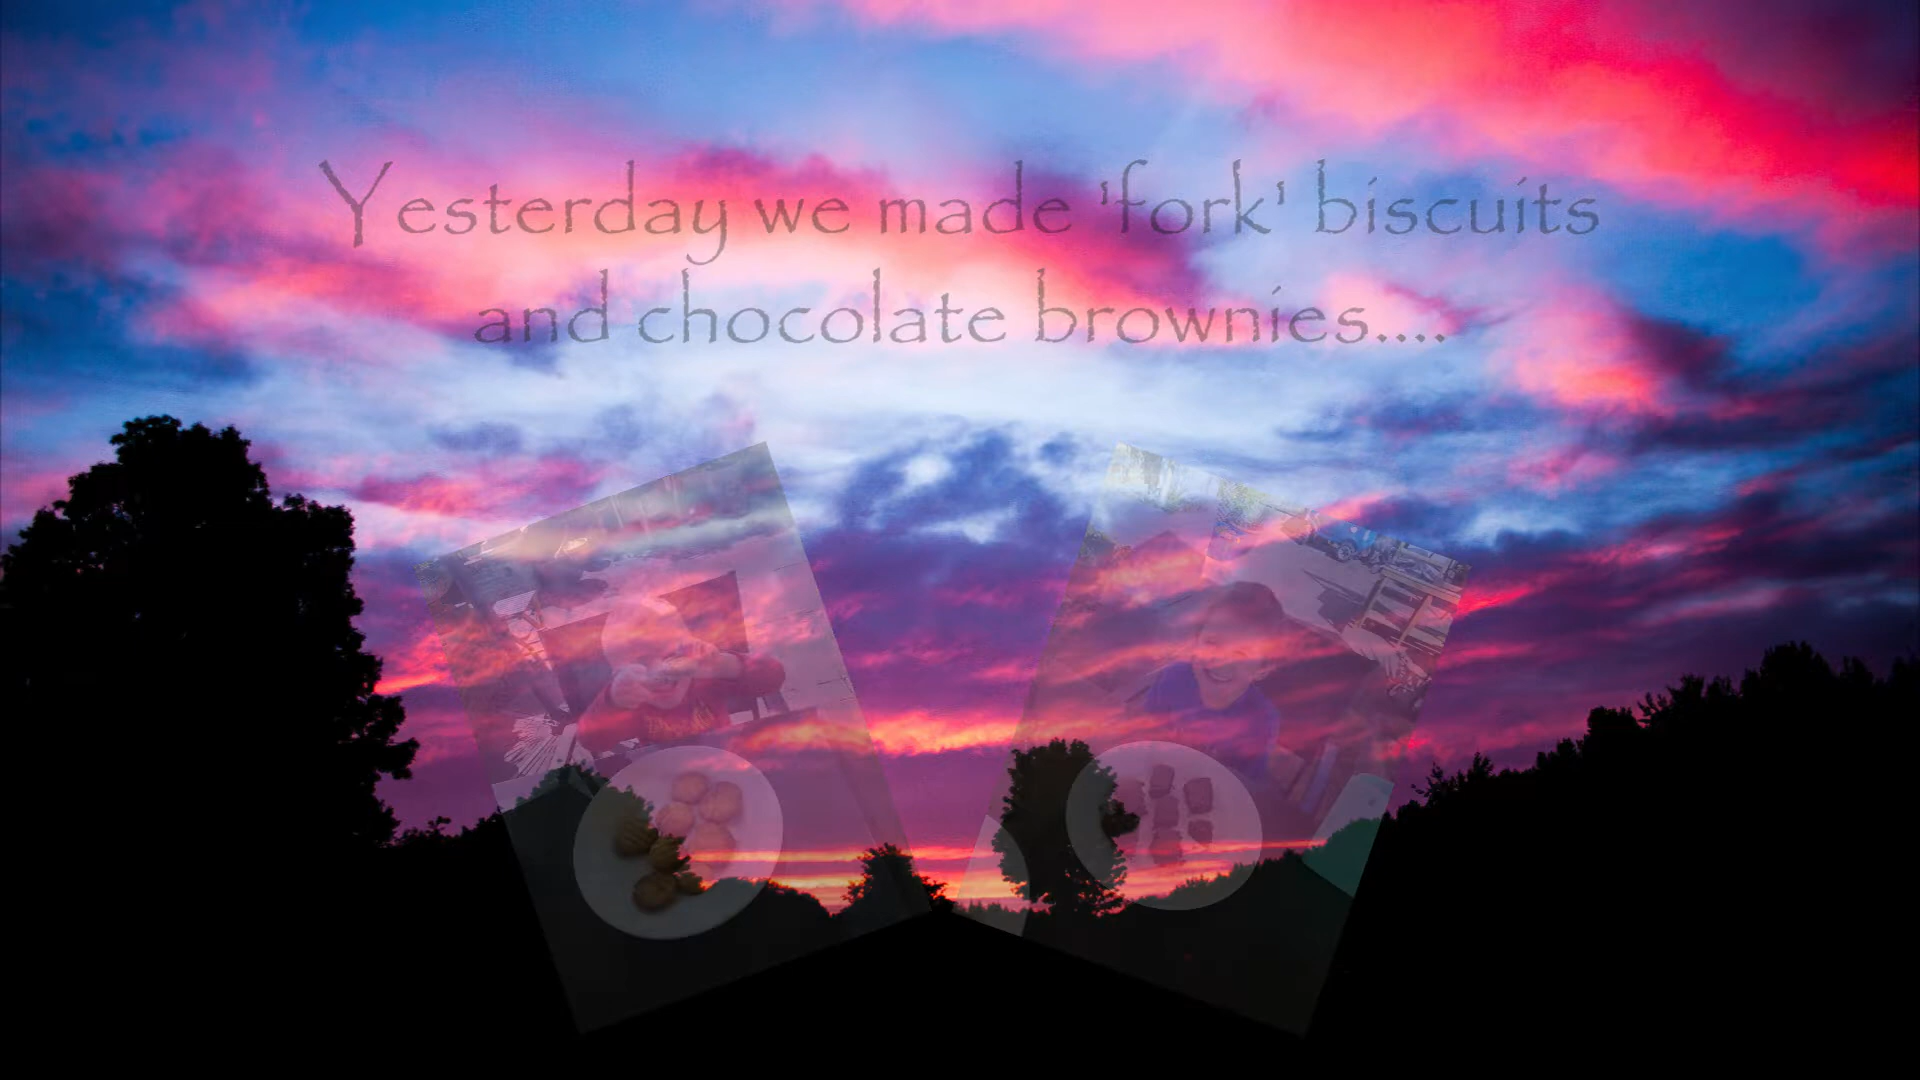 Yesterday we made 'fork' biscuits
and chocolate brownies....